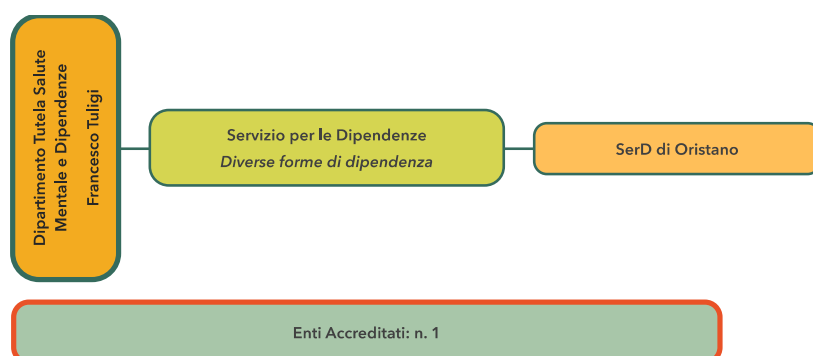 Dipartimento Tutela Salute
Mentale e Dipendenze
Francesco Tuligi
Servizio per le Dipendenze
Diverse forme di dipendenza
SerD di Oristano
Enti Accreditati: n. 1